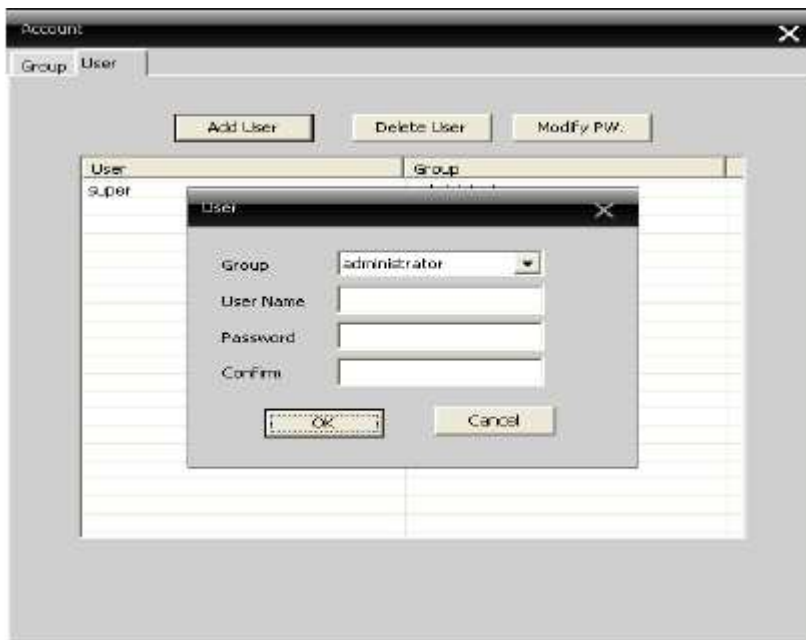 Account
Group User
Add User Delete User Modify PW.
User Group
super
User
Group administrator
User Name
Password
Confirm
OK Cancel